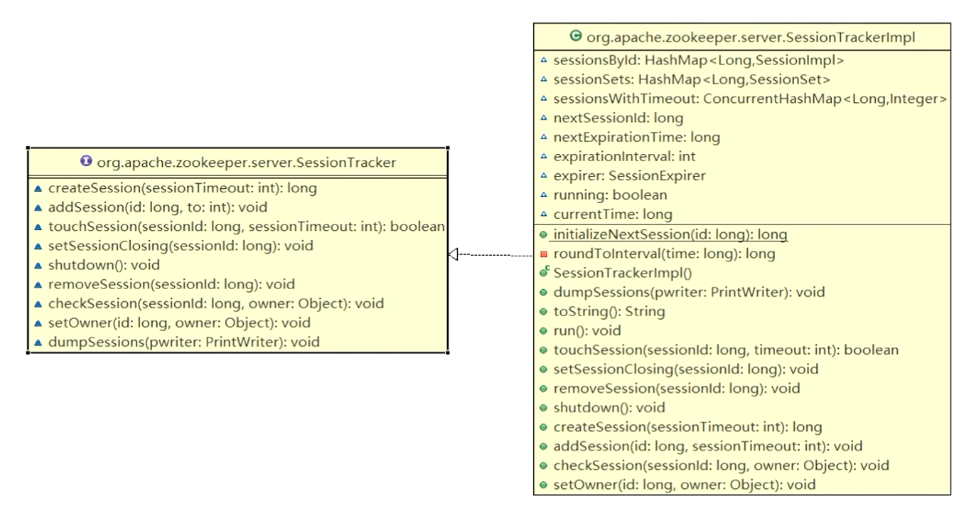 org.apache.zookeeper.server.SessionTracker
createSession(sessionTimeout: int): long
addSession(id: long, to: int): void
touchSession(sessionId: long, sessionTimeout: int): boolean
setSessionClosing(sessionId: long): void
shutdown(): void
removeSession(sessionId: long): void
checkSession(sessionId: long, owner: Object): void
setOwner(id: long, owner: Object): void
dumpSessions(pwriter: PrintWriter): void
org.apache.zookeeper.server.SessionTrackerImpl
sessionsById: HashMap<Long,SessionImpl>
sessionSets: HashMap<Long,SessionSet>
sessionsWithTimeout: ConcurrentHashMap<Long,Integer>
nextSessionId: long
nextExpirationTime: long
expirationInterval: int
expirer: SessionExpirer
running: boolean
currentTime: long
initializeNextSession(id: long): long
roundToInterval(time: long): long
SessionTrackerImpl()
dumpSessions(pwriter: PrintWriter): void
toString(): String
run(): void
touchSession(sessionId: long, timeout: int): boolean
setSessionClosing(sessionId: long): void
removeSession(sessionId: long): void
shutdown(): void
createSession(sessionTimeout: int): long
addSession(id: long, sessionTimeout: int): void
checkSession(sessionId: long, owner: Object): void
setOwner(id: long, owner: Object): void